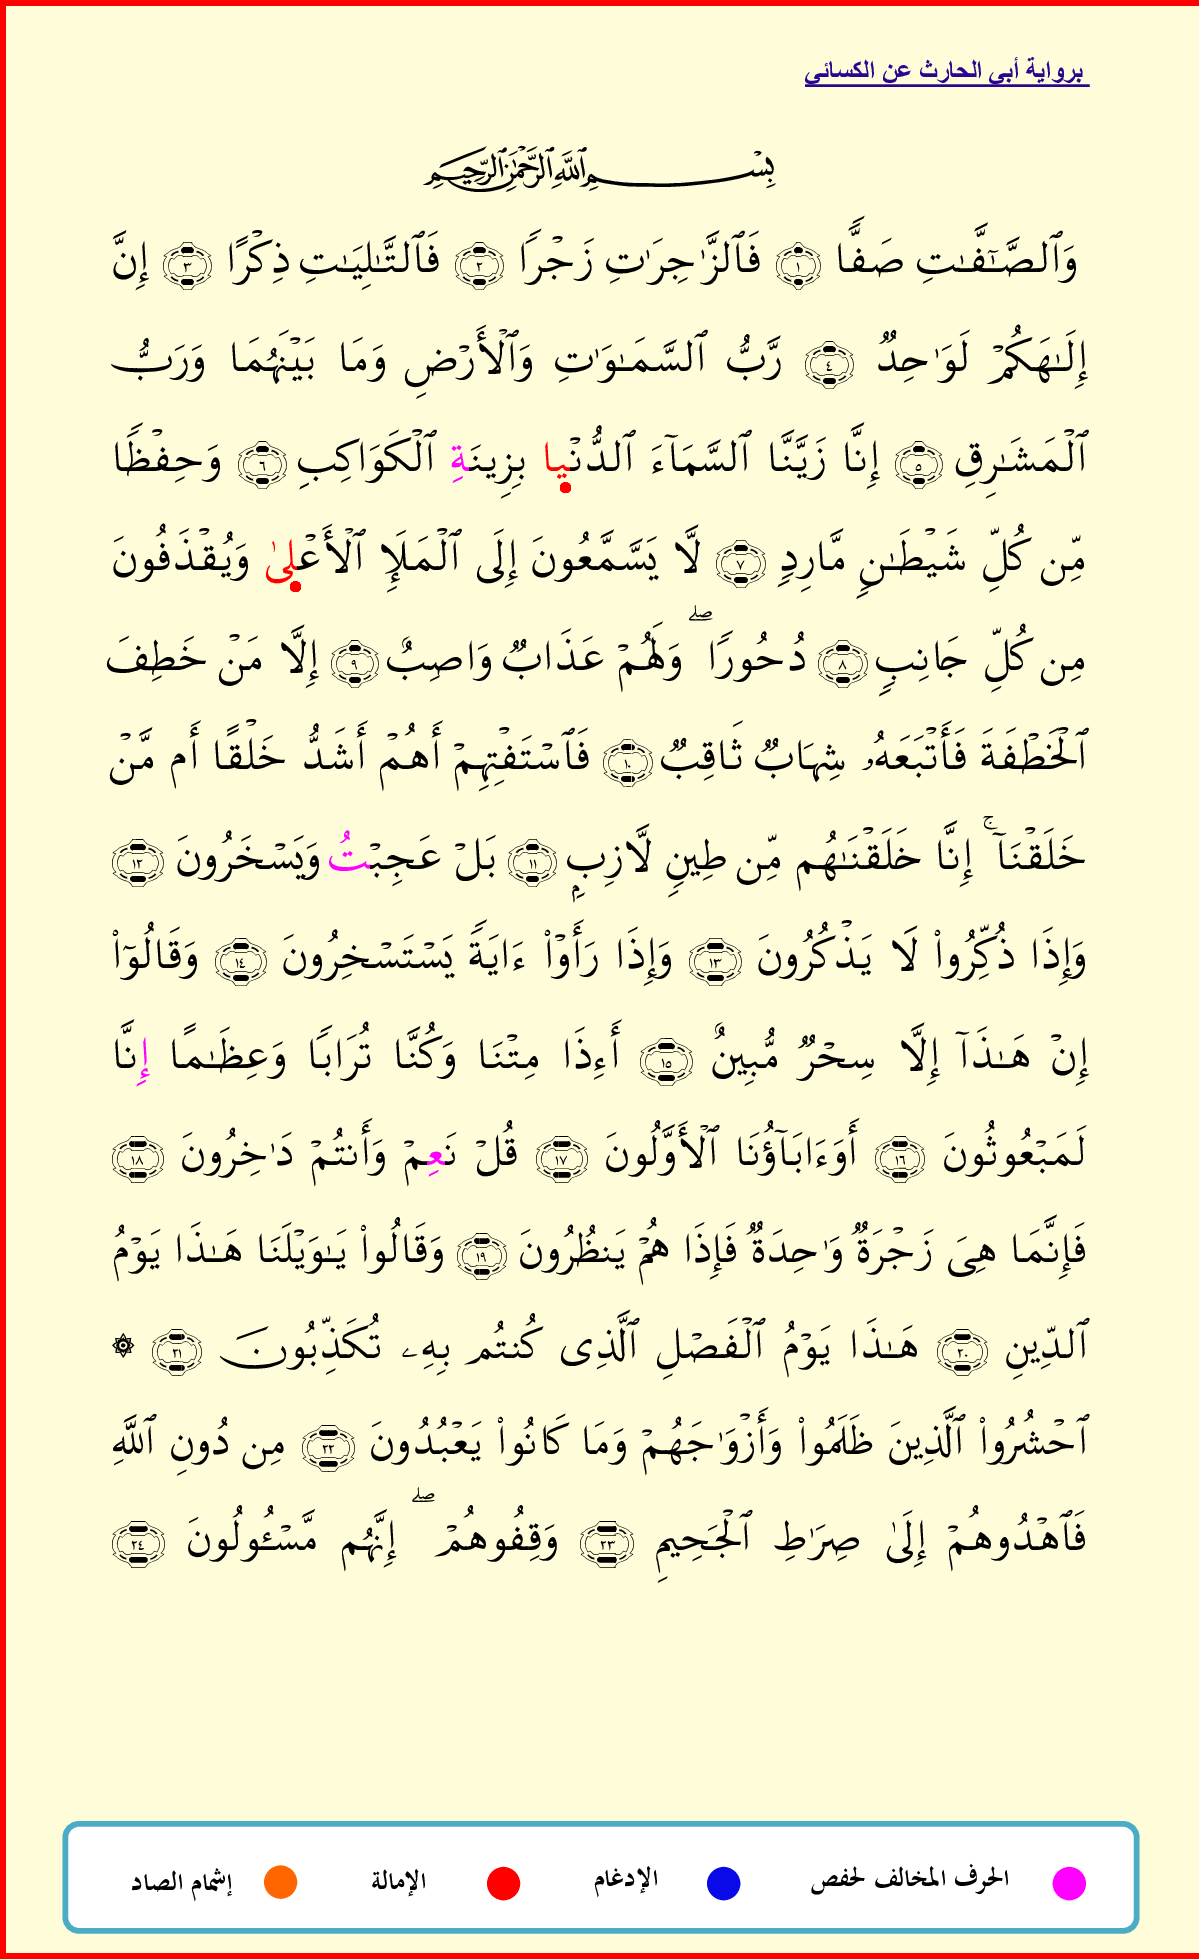 برواية أبي الحارث عن الكسائي
بِسْمِ ٱللَّهِ ٱلرَّحْمَٰنِ ٱلرَّحِيمِ
وَٱلصَّـٰٓفَّـٰتِ صَفًّا ١ فَٱلزَّٰجِرَٰتِ زَجْرًا ٢ فَٱلتَّـٰلِيَـٰتِ ذِكْرًا ٣ إِنَّ
إِلَـٰهَكُمْ لَوَٰحِدٌ ٤ رَّبُّ ٱلسَّمَـٰوَٰتِ وَٱلْأَرْضِ وَمَا بَيْنَهُمَا وَرَبُّ
ٱلْمَشَـٰرِقِ ٥ إِنَّا زَيَّنَّا ٱلسَّمَآءَ ٱلدُّنْيا بِزِينَةِ ٱلْكَوَاكِبِ ٦ وَحِفْظًا
مِّن كُلِّ شَيْطَـٰنٍ مَّارِدٍ ٧ لَّا يَسَّمَّعُونَ إِلَى ٱلْمَلَإِ ٱلْأَعْلىٰ وَيُقْذَفُونَ
مِن كُلِّ جَانِبٍ ٨ دُحُورًا ۖ وَلَهُمْ عَذَابٌ وَاصِبٌ ٩ إِلَّا مَنْ خَطِفَ
ٱلْخَطْفَةَ فَأَتْبَعَهُۥ شِهَابٌ ثَاقِبٌ ١٠ فَٱسْتَفْتِهِمْ أَهُمْ أَشَدُّ خَلْقًا أَم مَّنْ
خَلَقْنَآ ۚ إِنَّا خَلَقْنَـٰهُم مِّن طِينٍ لَّازِبٍۭ ١١ بَلْ عَجِبْتُ وَيَسْخَرُونَ ١٢
وَإِذَا ذُكِّرُوا۟ لَا يَذْكُرُونَ ١٣ وَإِذَا رَأَوْا۟ ءَايَةً يَسْتَسْخِرُونَ ١٤ وَقَالُوٓا۟
إِنْ هَـٰذَآ إِلَّا سِحْرٌ مُّبِينٌ ١٥ أَءِذَا مِتْنَا وَكُنَّا تُرَابًا وَعِظَـٰمًا إِنَّا
لَمَبْعُوثُونَ ١٦ أَوَءَابَآؤُنَا ٱلْأَوَّلُونَ ١٧ قُلْ نَعِمْ وَأَنتُمْ دَٰخِرُونَ ١٨
فَإِنَّمَا هِىَ زَجْرَةٌ وَٰحِدَةٌ فَإِذَا هُمْ يَنظُرُونَ ١٩ وَقَالُوا۟ يَـٰوَيْلَنَا هَـٰذَا يَوْمُ
ٱلدِّينِ ٢٠ هَـٰذَا يَوْمُ ٱلْفَصْلِ ٱلَّذِى كُنتُم بِهِۦ تُكَذِّبُونَ ٢١ ۞
ٱحْشُرُوا۟ ٱلَّذِينَ ظَلَمُوا۟ وَأَزْوَٰجَهُمْ وَمَا كَانُوا۟ يَعْبُدُونَ ٢٢ مِن دُونِ ٱللَّهِ
فَٱهْدُوهُمْ إِلَىٰ صِرَٰطِ ٱلْجَحِيمِ ٢٣ وَقِفُوهُمْ ۖ إِنَّهُم مَّسْـُٔولُونَ ٢٤
الحرف المخالف لحفص الإدغام الإمالة إشمام الصاد